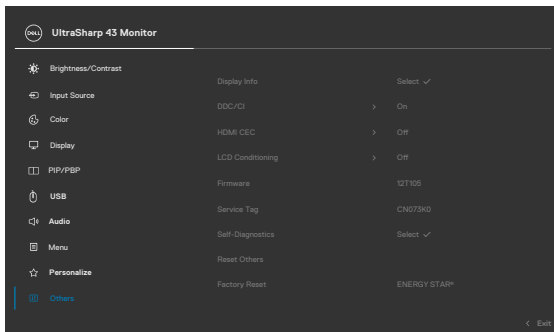 DELL UltraSharp 43 Monitor
Brightness/Contrast
Input Source
Color
Display
PIP/PBP
USB
Audio
Menu
Personalize
Others
Display Info Select ✓
DDC/CI > On
HDMI CEC > Off
LCD Conditioning > Off
Firmware 12T105
Service Tag CN073K0
Self-Diagnostics Select ✓
Reset Others
Factory Reset ENERGY STAR®
< Exit